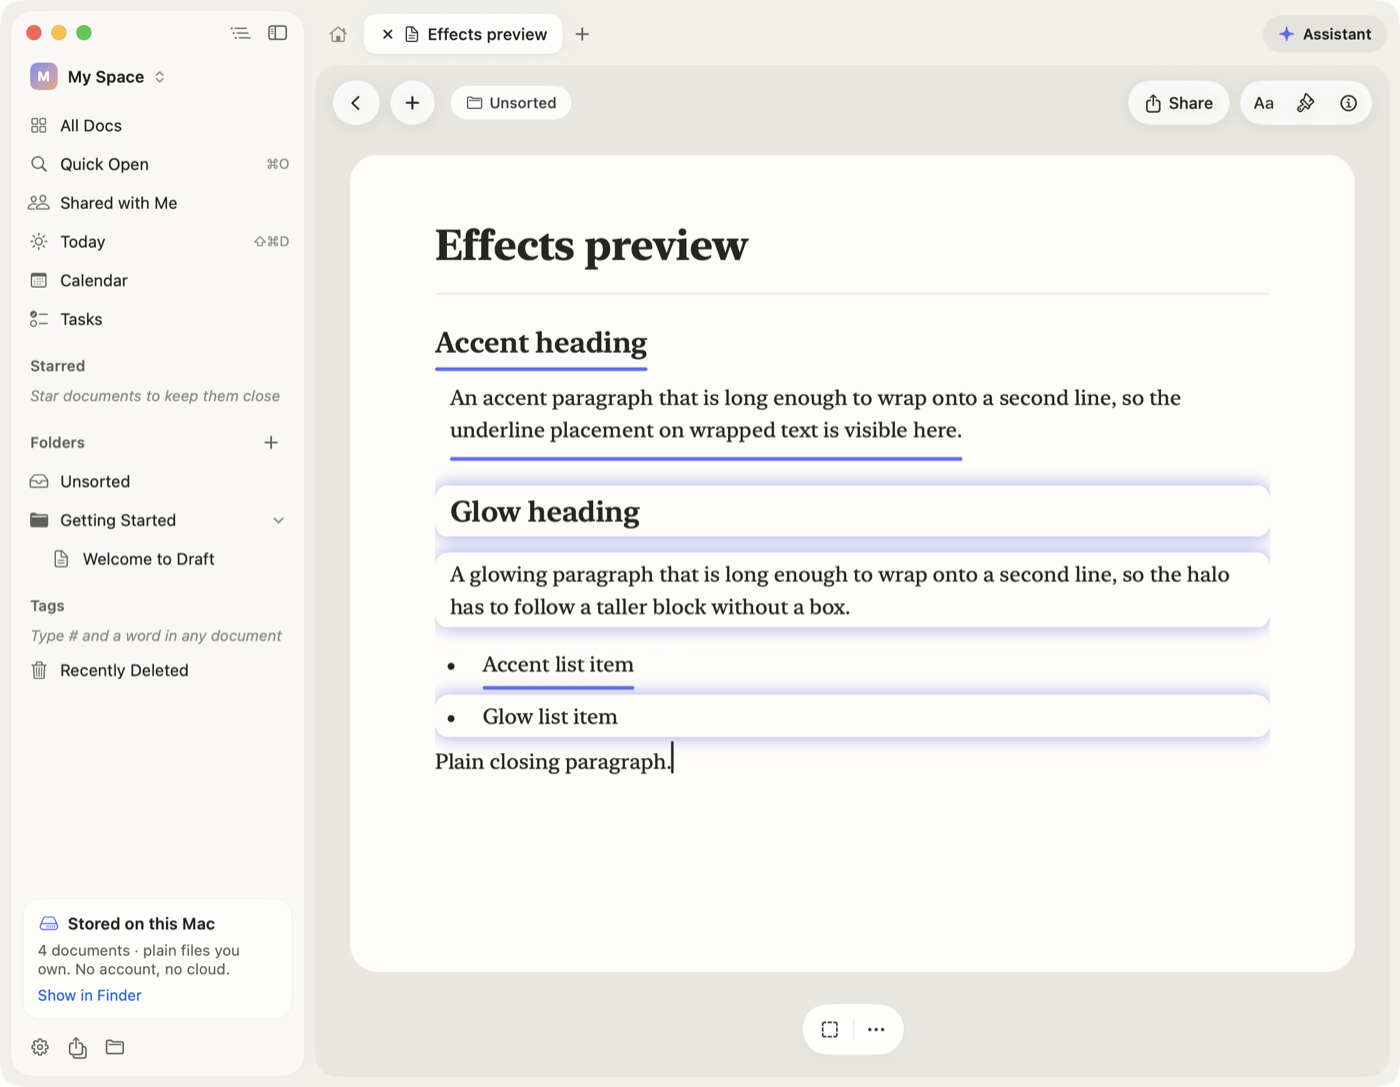 M My Space
All Docs
Quick Open ⌘O
Shared with Me
Today ⇧⌘D
Calendar
Tasks
Starred
Star documents to keep them close
Folders
Unsorted
Getting Started
Welcome to Draft
Tags
Type # and a word in any document
Recently Deleted
Stored on this Mac
4 documents · plain files you
own. No account, no cloud.
Show in Finder
Effects preview
Assistant
Unsorted
Share
Aa
Effects preview
Accent heading
An accent paragraph that is long enough to wrap onto a second line, so the
underline placement on wrapped text is visible here.
Glow heading
A glowing paragraph that is long enough to wrap onto a second line, so the halo
has to follow a taller block without a box.
• Accent list item
• Glow list item
Plain closing paragraph.